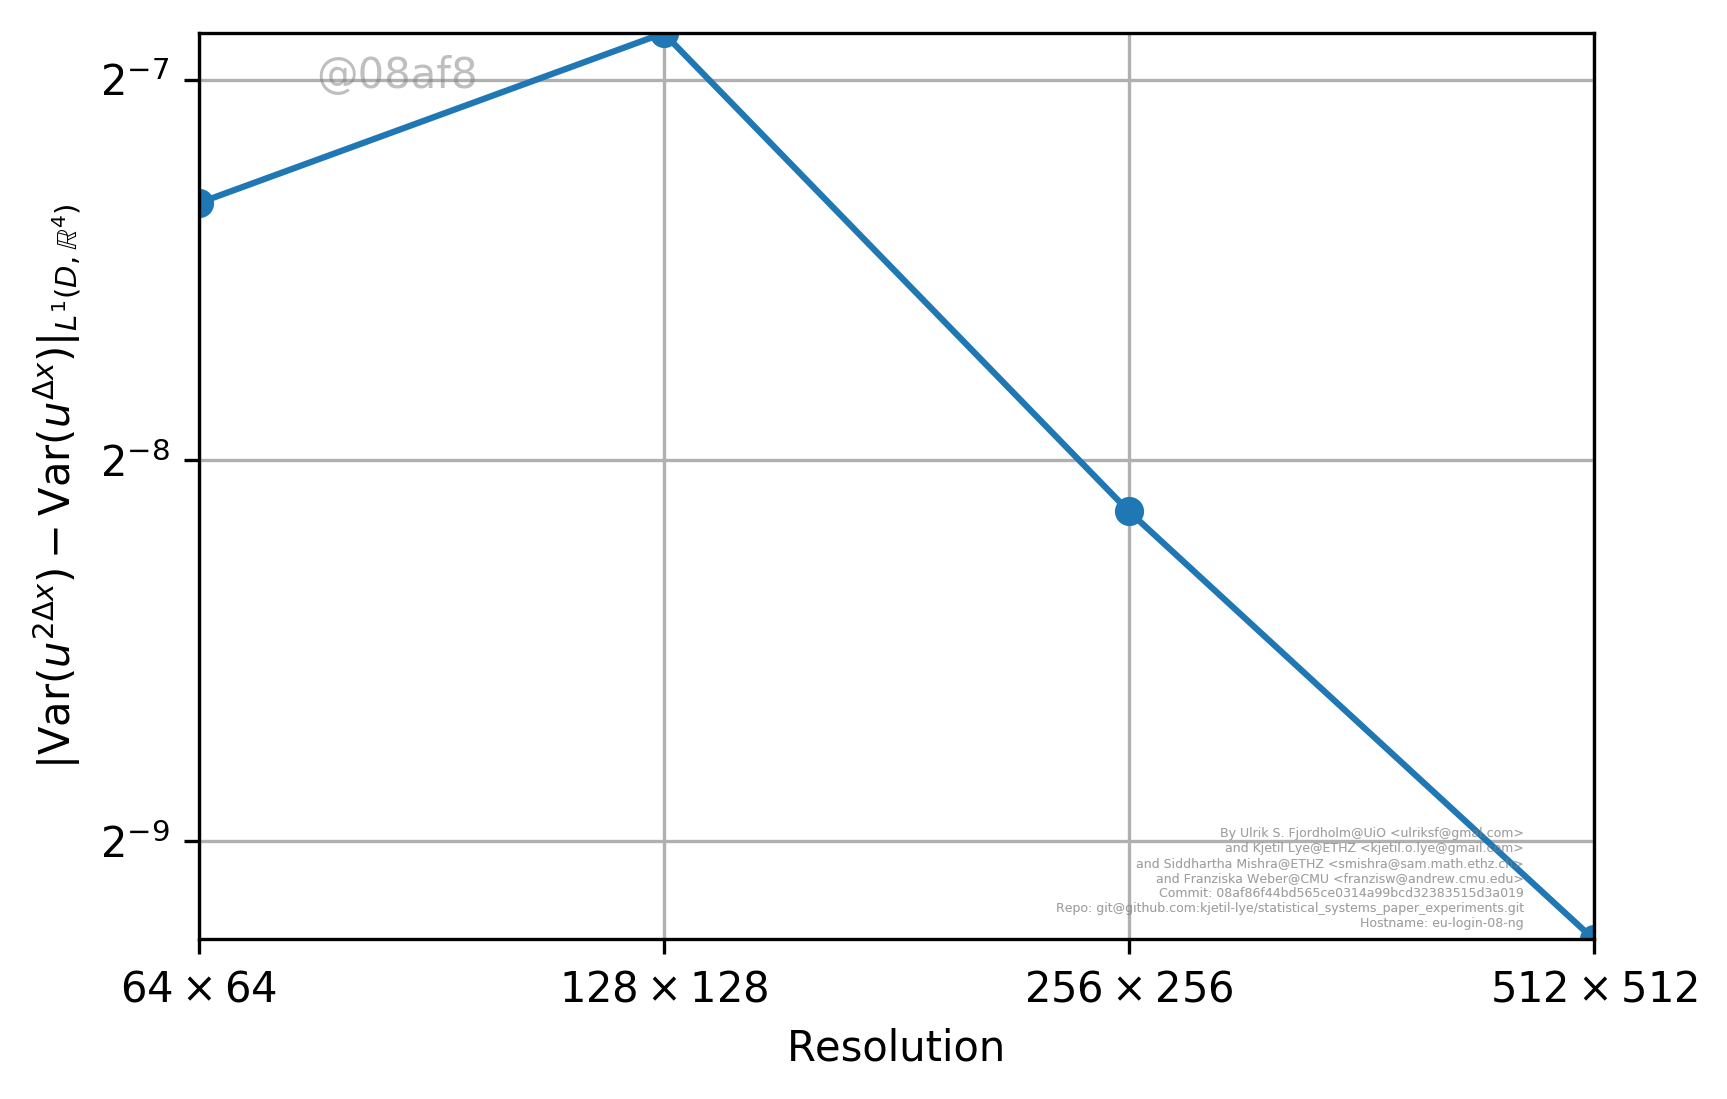 @08af8
2⁻⁷
2⁻⁸
2⁻⁹
|Var(u^{2Δx}) − Var(u^{Δx})|_{L¹(D, ℝ⁴)}
By Ulrik S. Fjordholm@UiO <ulriksf@gmal.com>
and Kjetil Lye@ETHZ <kjetil.o.lye@gmail.com>
and Siddhartha Mishra@ETHZ <smishra@sam.math.ethz.ch>
and Franziska Weber@CMU <franzisw@andrew.cmu.edu>
Commit: 08af86f44bd565ce0314a99bcd32383515d3a019
Repo: git@github.com:kjetil-lye/statistical_systems_paper_experiments.git
Hostname: eu-login-08-ng
64 × 64
128 × 128
256 × 256
512 × 512
Resolution